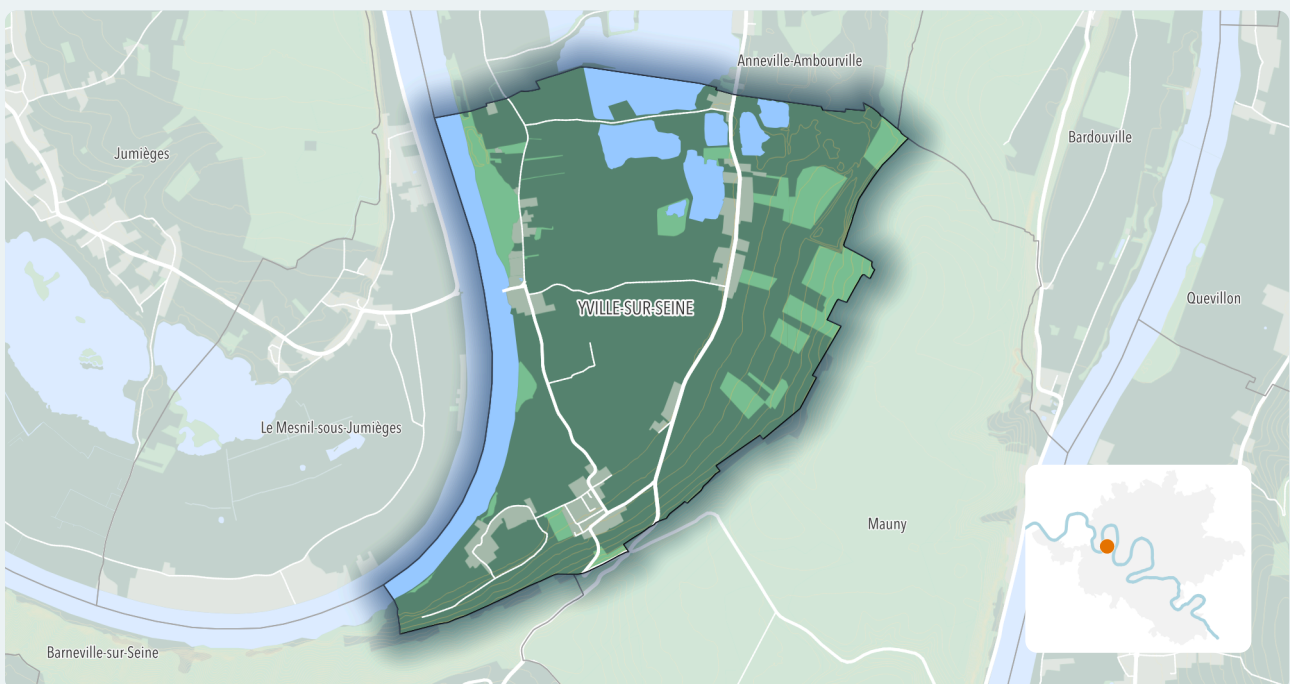 Anneville-Ambourville
Bardouville
Jumièges
Quevillon
YVILLE-SUR-SEINE
Le Mesnil-sous-Jumièges
Mauny
Barneville-sur-Seine